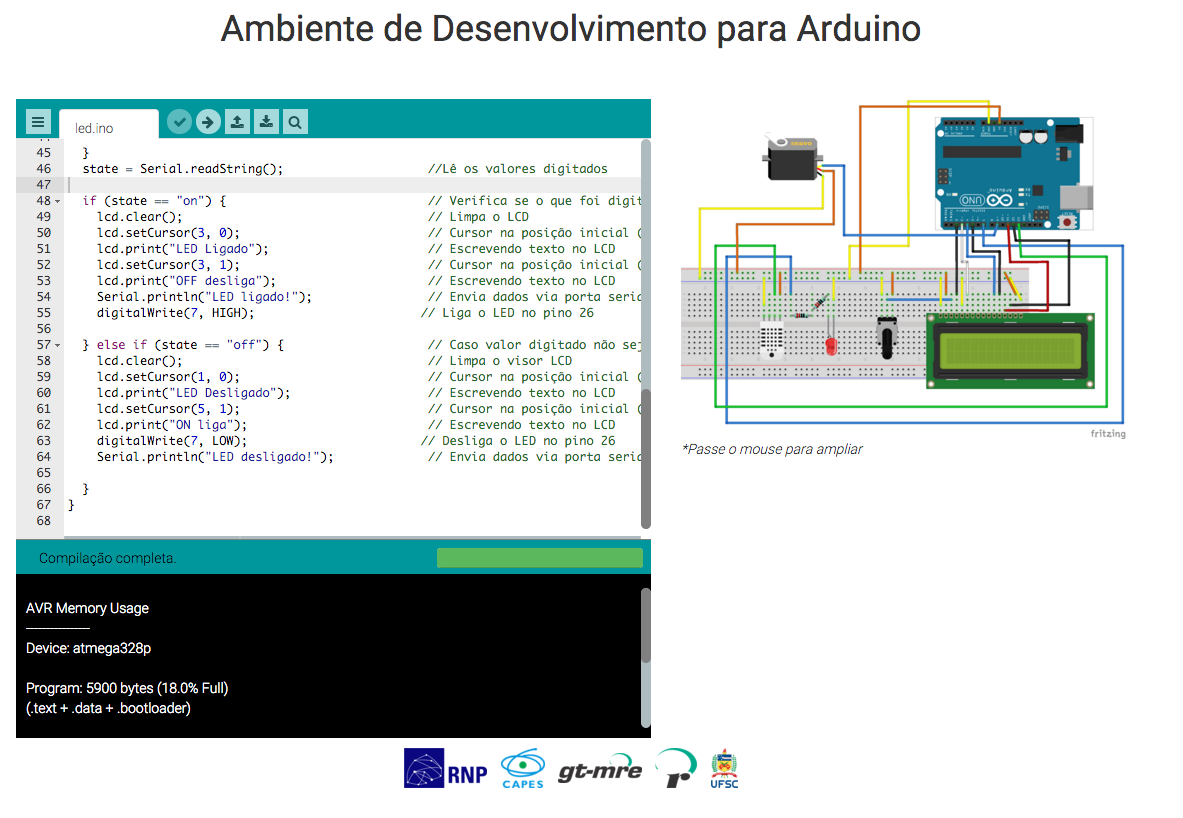 Ambiente de Desenvolvimento para Arduino
led.ino
45 }
46 state = Serial.readString(); //Lê os valores digitados
47
48 if (state == "on") { // Verifica se o que foi digit
49 lcd.clear(); // Limpa o LCD
50 lcd.setCursor(3, 0); // Cursor na posição inicial (
51 lcd.print("LED Ligado"); // Escrevendo texto no LCD
52 lcd.setCursor(3, 1); // Cursor na posição inicial (
53 lcd.print("OFF desliga"); // Escrevendo texto no LCD
54 Serial.println("LED ligado!"); // Envia dados via porta seria
55 digitalWrite(7, HIGH); // Liga o LED no pino 26
56
57 } else if (state == "off") { // Caso valor digitado não sej
58 lcd.clear(); // Limpa o visor LCD
59 lcd.setCursor(1, 0); // Cursor na posição inicial (
60 lcd.print("LED Desligado"); // Escrevendo texto no LCD
61 lcd.setCursor(5, 1); // Cursor na posição inicial (
62 lcd.print("ON liga"); // Escrevendo texto no LCD
63 digitalWrite(7, LOW); // Desliga o LED no pino 26
64 Serial.println("LED desligado!"); // Envia dados via porta seria
65
66 }
67 }
68
Compilação completa.
AVR Memory Usage
----------------
Device: atmega328p
Program: 5900 bytes (18.0% Full)
(.text + .data + .bootloader)
UNO
fritzing
*Passe o mouse para ampliar
RNP
CAPES
gt-mre
r
UFSC